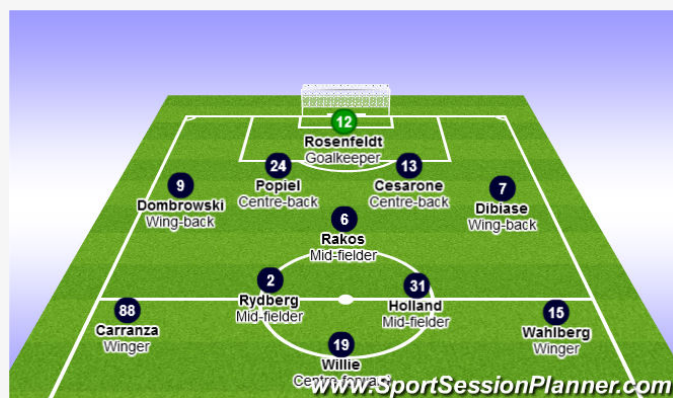 12
Rosenfeldt
Goalkeeper
24
Popiel
Centre-back
13
Cesarone
Centre-back
9
Dombrowski
Wing-back
7
Dibiase
Wing-back
6
Rakos
Mid-fielder
2
Rydberg
Mid-fielder
31
Holland
Mid-fielder
88
Carranza
Winger
15
Wahlberg
Winger
19
Willie
Centre-forward
www.SportSessionPlanner.com